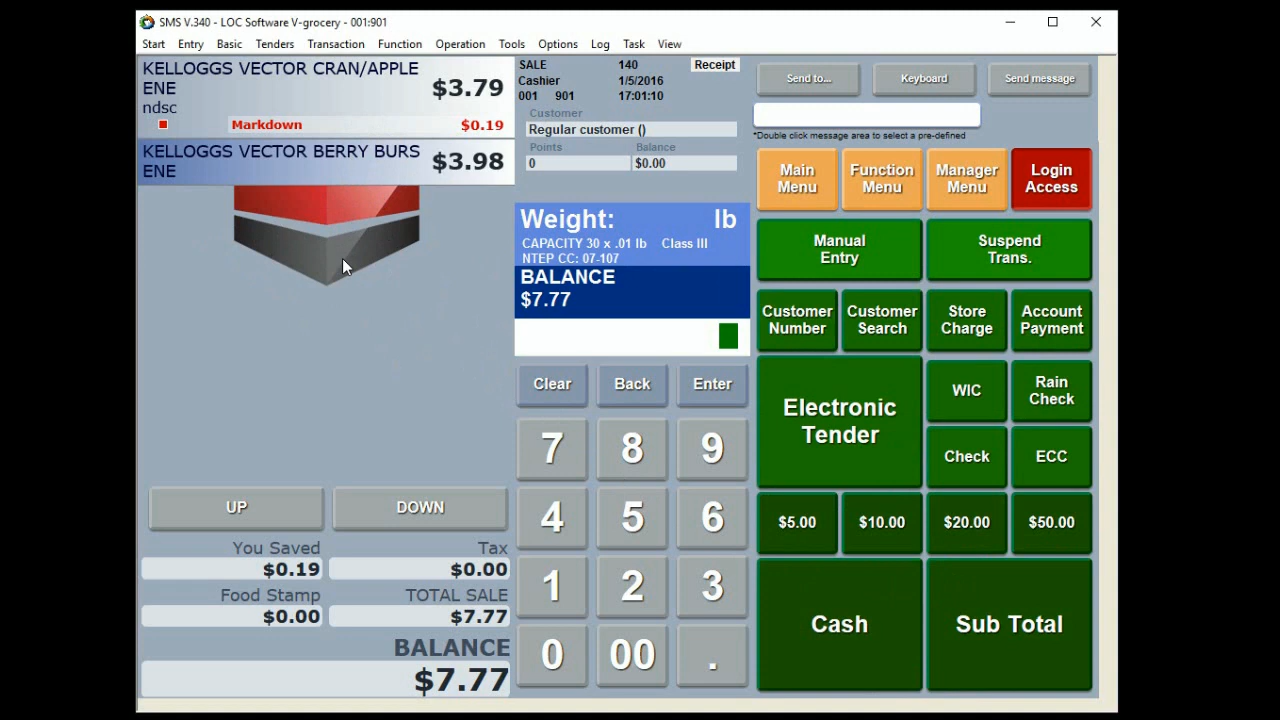 SMS V.340 - LOC Software V-grocery - 001:901
Start Entry Basic Tenders Transaction Function Operation Tools Options Log Task View
KELLOGGS VECTOR CRAN/APPLE
ENE
$3.79
ndsc
Markdown $0.19
KELLOGGS VECTOR BERRY BURS
ENE
$3.98
UP DOWN
You Saved Tax
$0.19 $0.00
Food Stamp TOTAL SALE
$0.00 $7.77
BALANCE
$7.77
SALE 140 Receipt
Cashier 1/5/2016
001 901 17:01:10
Customer
Regular customer ()
Points Balance
0 $0.00
Weight: lb
CAPACITY 30 x .01 lb Class III
NTEP CC: 07-107
BALANCE
$7.77
Clear Back Enter
7 8 9
4 5 6
1 2 3
0 00 .
Send to... Keyboard Send message
*Double click message area to select a pre-defined
Main Menu
Function Menu
Manager Menu
Login Access
Manual Entry
Suspend Trans.
Customer Number
Customer Search
Store Charge
Account Payment
Electronic Tender
WIC
Rain Check
Check
ECC
$5.00 $10.00 $20.00 $50.00
Cash Sub Total